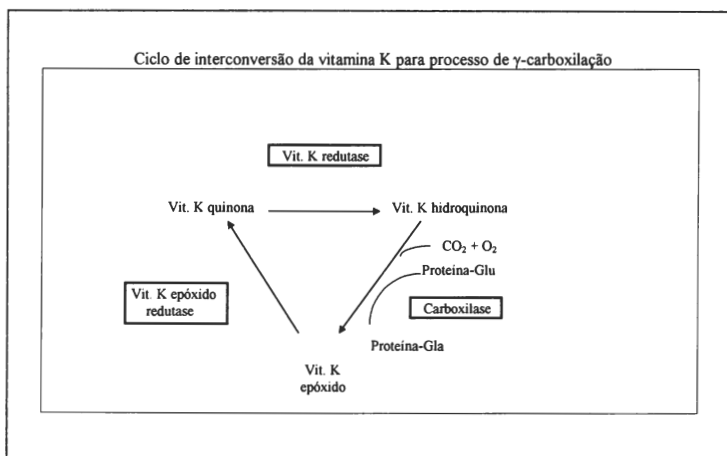 Ciclo de interconversão da vitamina K para processo de γ-carboxilação
Vit. K redutase
Vit. K quinona
Vit. K hidroquinona
CO₂ + O₂
Proteína-Glu
Vit. K epóxido
redutase
Carboxilase
Proteína-Gla
Vit. K
epóxido